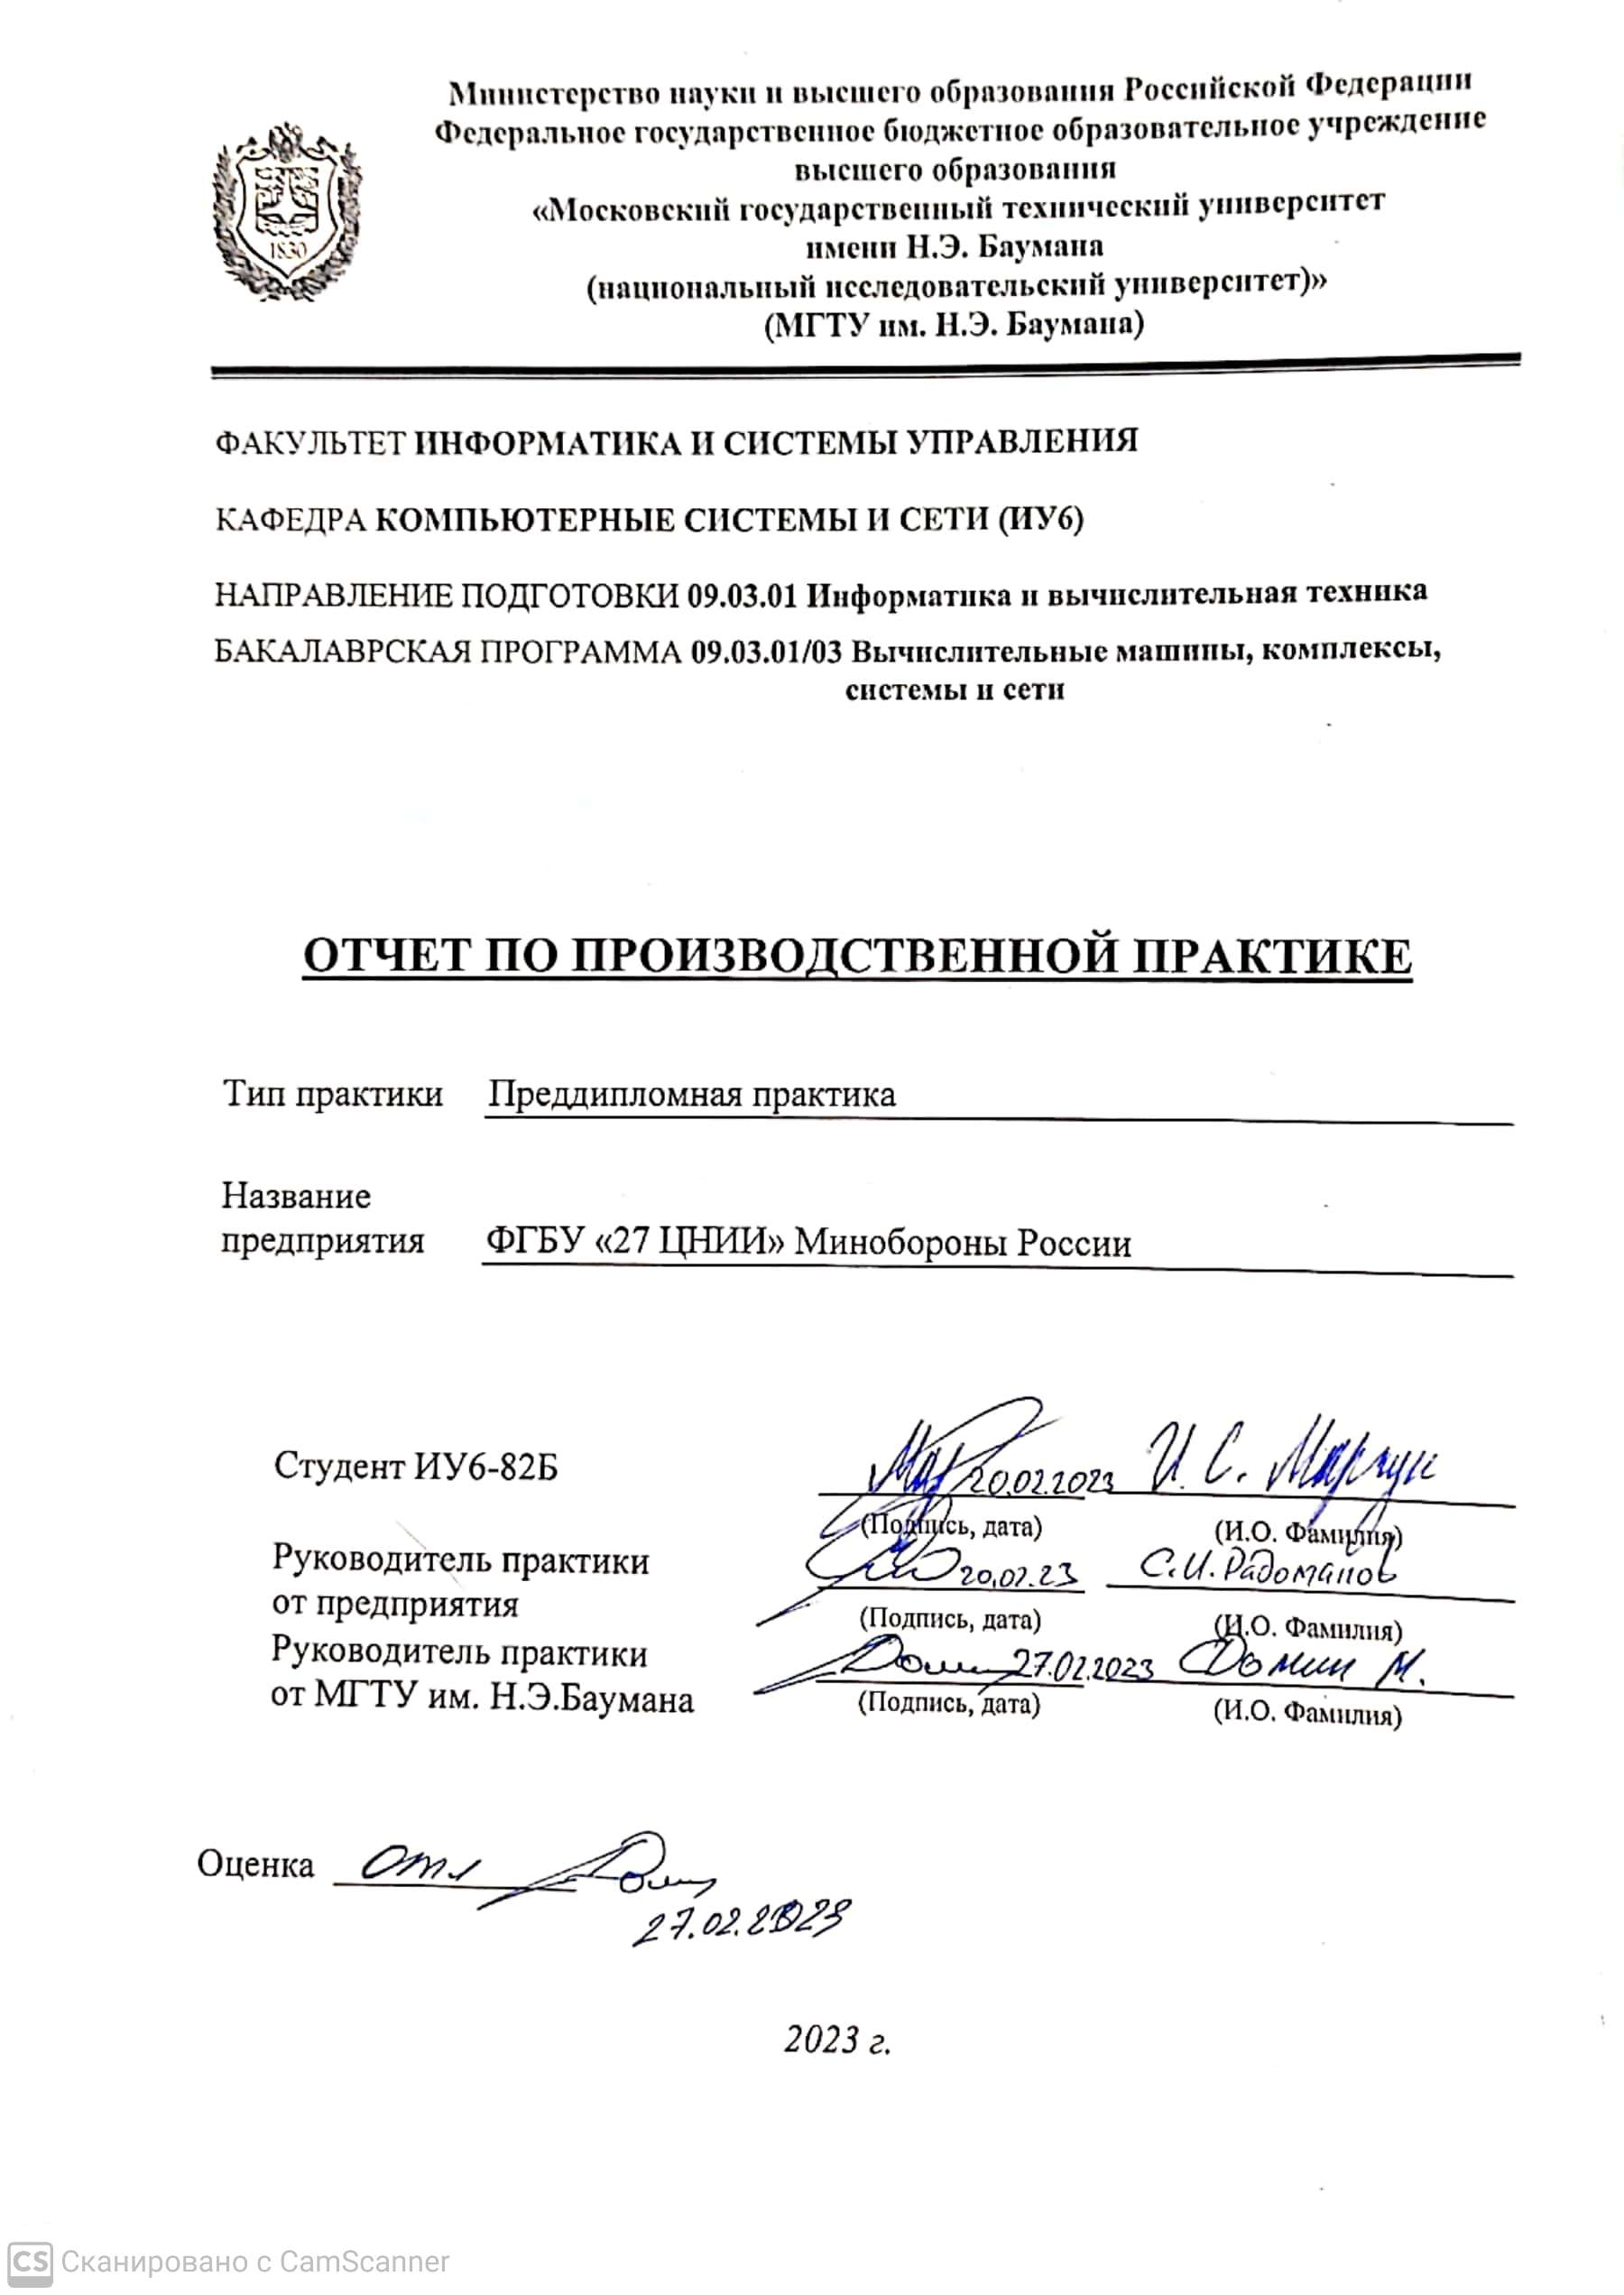 Министерство науки и высшего образования Российской Федерации
Федеральное государственное бюджетное образовательное учреждение
высшего образования
«Московский государственный технический университет
имени Н.Э. Баумана
(национальный исследовательский университет)»
(МГТУ им. Н.Э. Баумана)
1830
ФАКУЛЬТЕТ ИНФОРМАТИКА И СИСТЕМЫ УПРАВЛЕНИЯ
КАФЕДРА КОМПЬЮТЕРНЫЕ СИСТЕМЫ И СЕТИ (ИУ6)
НАПРАВЛЕНИЕ ПОДГОТОВКИ 09.03.01 Информатика и вычислительная техника
БАКАЛАВРСКАЯ ПРОГРАММА 09.03.01/03 Вычислительные машины, комплексы,
системы и сети
ОТЧЕТ ПО ПРОИЗВОДСТВЕННОЙ ПРАКТИКЕ
Тип практики Преддипломная практика
Название
предприятия ФГБУ «27 ЦНИИ» Минобороны России
Студент ИУ6-82Б 20.02.2023 И. С. Марчук
(Подпись, дата) (И.О. Фамилия)
Руководитель практики 20.02.23 С.И.Радоманов
от предприятия (Подпись, дата) (И.О. Фамилия)
Руководитель практики 27.02.2023 М.
от МГТУ им. Н.Э.Баумана (Подпись, дата) (И.О. Фамилия)
Оценка отл
27.02.2023
2023 г.
CS Сканировано с CamScanner